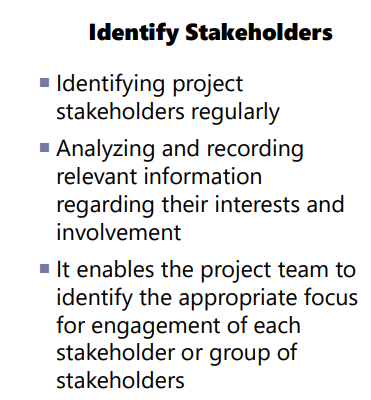 Identify Stakeholders
■ Identifying project
stakeholders regularly
■ Analyzing and recording
relevant information
regarding their interests and
involvement
■ It enables the project team to
identify the appropriate focus
for engagement of each
stakeholder or group of
stakeholders